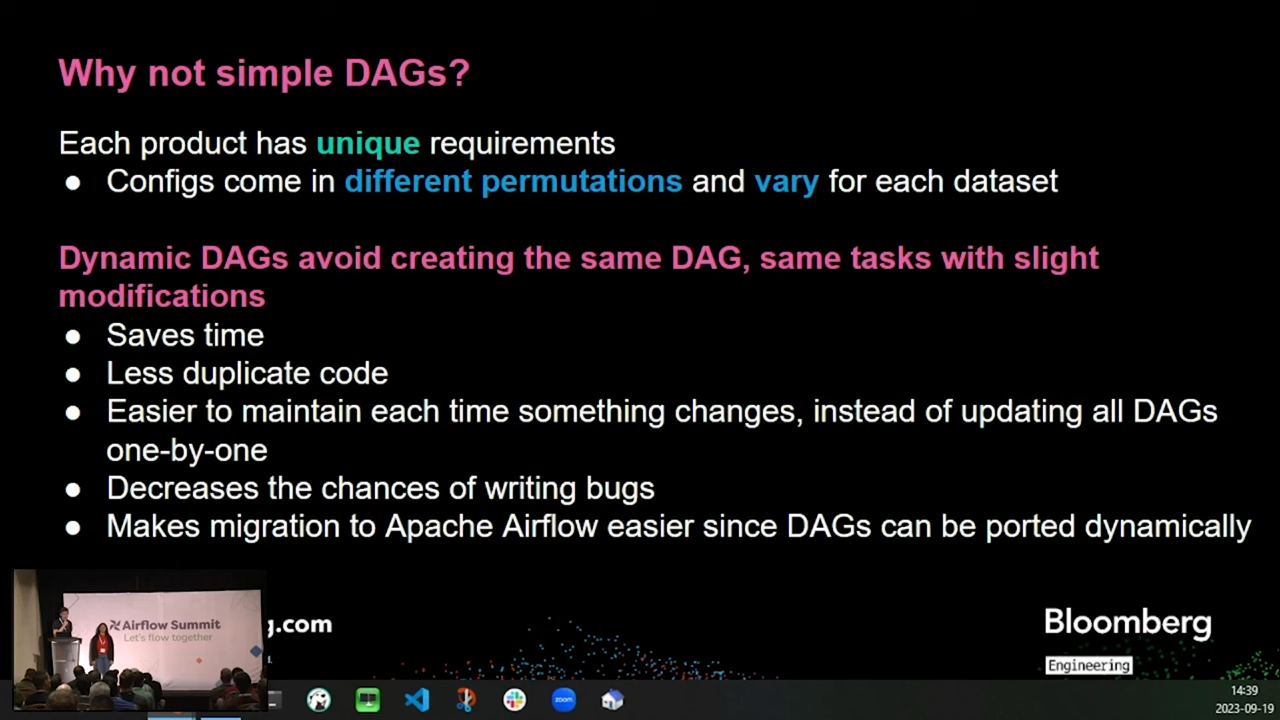 Why not simple DAGs?
Each product has unique requirements
● Configs come in different permutations and vary for each dataset
Dynamic DAGs avoid creating the same DAG, same tasks with slight
modifications
● Saves time
● Less duplicate code
● Easier to maintain each time something changes, instead of updating all DAGs
one-by-one
● Decreases the chances of writing bugs
● Makes migration to Apache Airflow easier since DAGs can be ported dynamically
Airflow Summit
Let's flow together
g.com
d.
Bloomberg
Engineering
zoom
14:39
2023-09-19